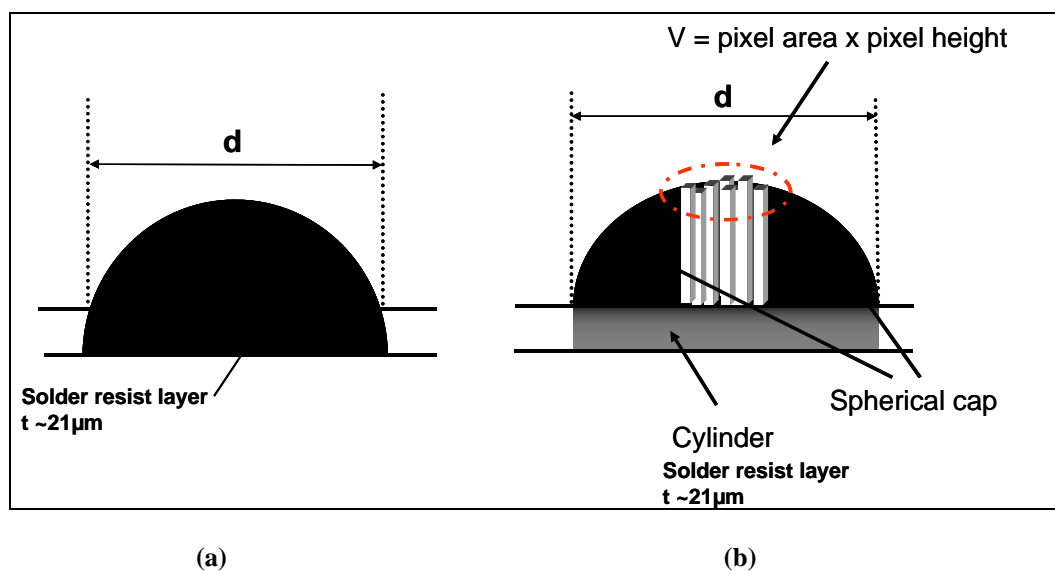 V = pixel area x pixel height
d
d
Solder resist layer
t ~21µm
Spherical cap
Cylinder
Solder resist layer
t ~21µm
(a)
(b)